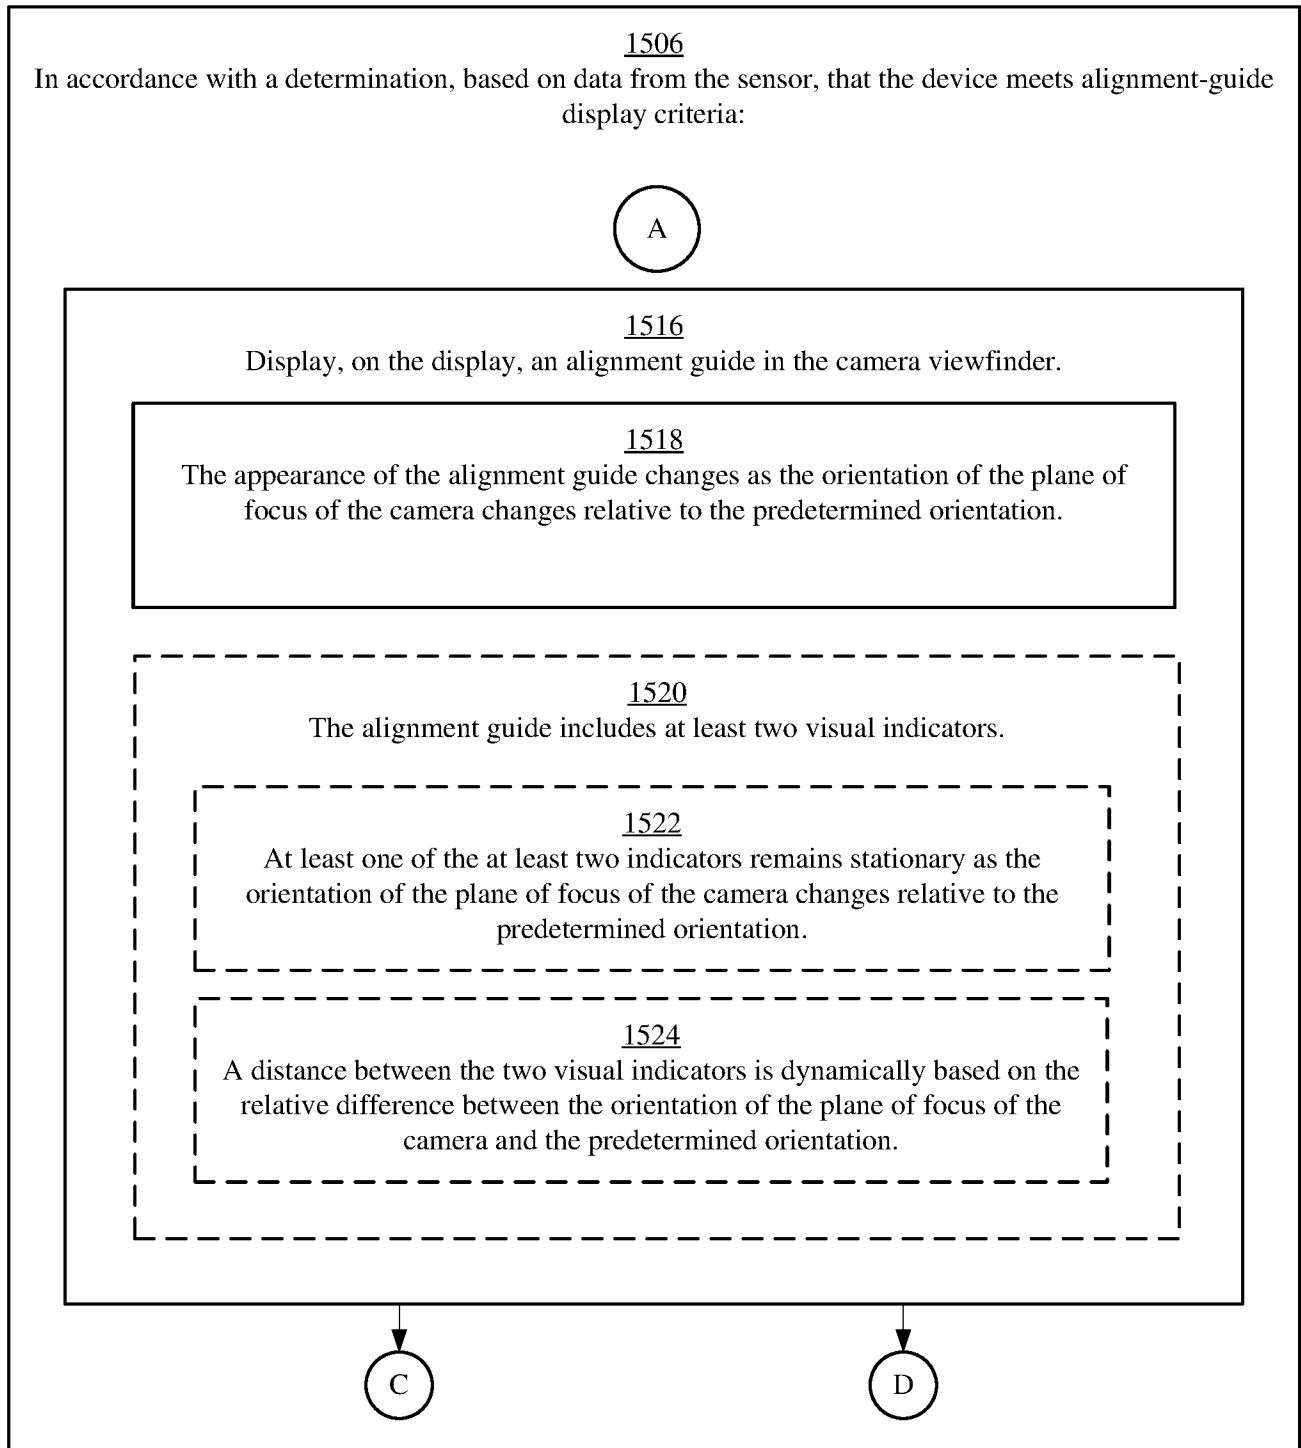 1506
In accordance with a determination, based on data from the sensor, that the device meets alignment-guide
display criteria:
A
1516
Display, on the display, an alignment guide in the camera viewfinder.
1518
The appearance of the alignment guide changes as the orientation of the plane of
focus of the camera changes relative to the predetermined orientation.
1520
The alignment guide includes at least two visual indicators.
1522
At least one of the at least two indicators remains stationary as the
orientation of the plane of focus of the camera changes relative to the
predetermined orientation.
1524
A distance between the two visual indicators is dynamically based on the
relative difference between the orientation of the plane of focus of the
camera and the predetermined orientation.
C
D